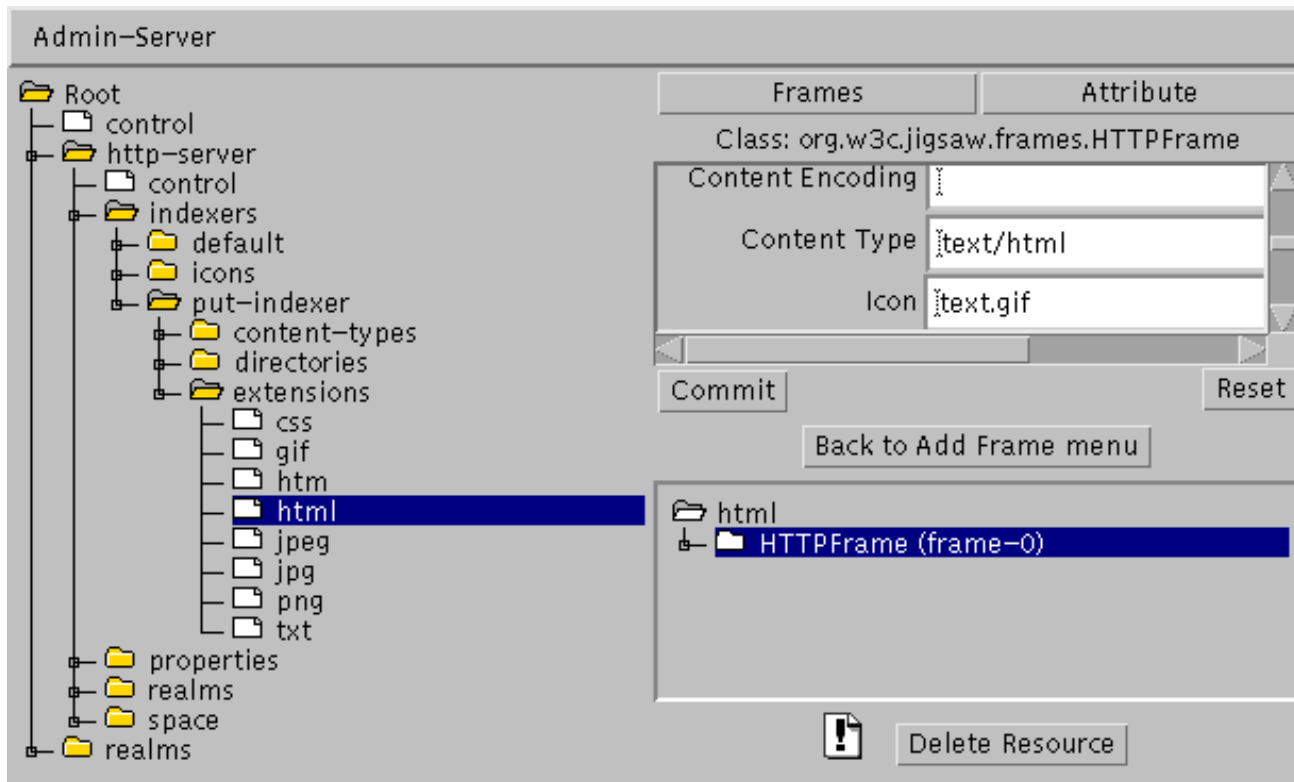 Admin-Server
Root
control
http-server
control
indexers
default
icons
put-indexer
content-types
directories
extensions
css
gif
htm
html
jpeg
jpg
png
txt
properties
realms
space
realms
Frames
Attribute
Class: org.w3c.jigsaw.frames.HTTPFrame
Content Encoding
Content Type text/html
Icon text.gif
Commit
Reset
Back to Add Frame menu
html
HTTPFrame (frame-0)
Delete Resource